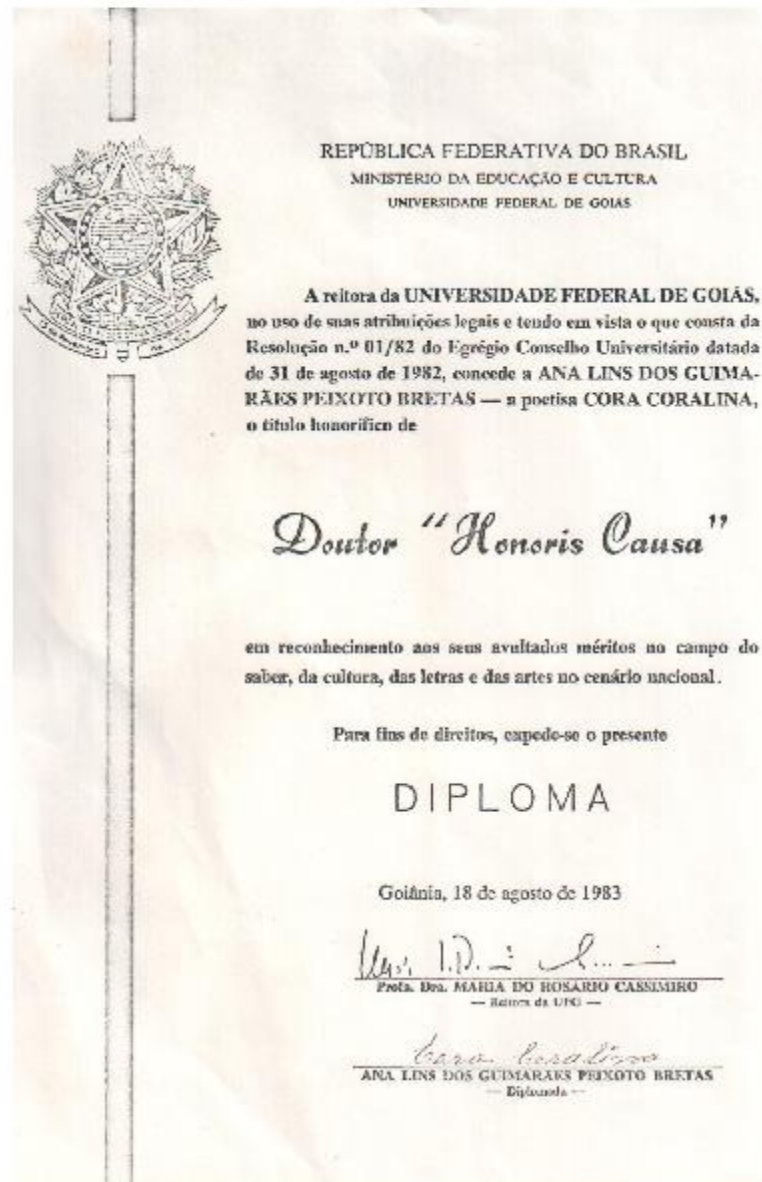 REPÚBLICA FEDERATIVA DO BRASIL
MINISTÉRIO DA EDUCAÇÃO E CULTURA
UNIVERSIDADE FEDERAL DE GOIÁS
A reitora da UNIVERSIDADE FEDERAL DE GOIÁS,
no uso de suas atribuições legais e tendo em vista o que consta da
Resolução n.º 01/82 do Egrégio Conselho Universitário datada
de 31 de agosto de 1982, concede a ANA LINS DOS GUIMA-
RÃES PEIXOTO BRETAS — a poetisa CORA CORALINA,
o título honorífico de
Doutor "Honoris Causa"
em reconhecimento aos seus avultados méritos no campo do
saber, da cultura, das letras e das artes no cenário nacional.
Para fins de direitos, expede-se o presente
DIPLOMA
Goiânia, 18 de agosto de 1983
Profa. Dra. MARIA DO ROSÁRIO CASSIMIRO
— Reitora da UFG —
Cora Coralina
ANA LINS DOS GUIMARÃES PEIXOTO BRETAS
— Diplomada —